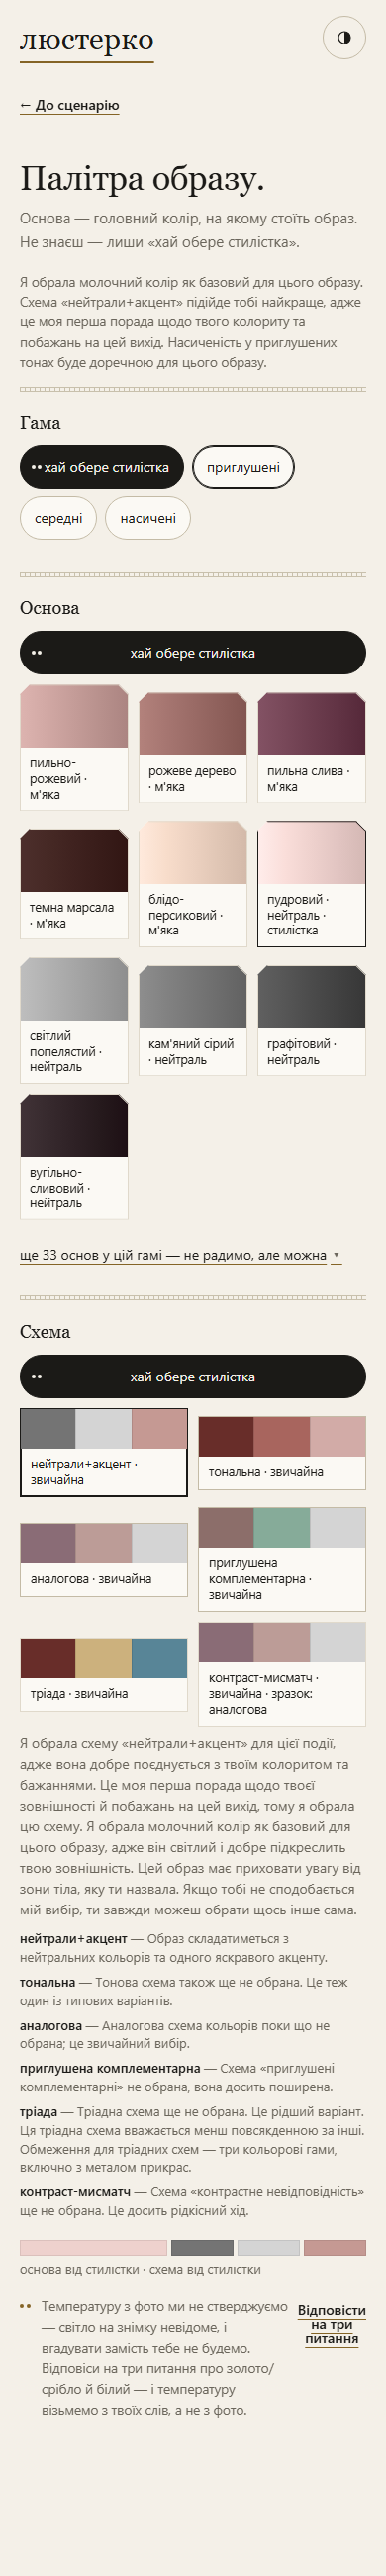 люстерко
← До сценарію
Палітра образу.
Основа — головний колір, на якому стоїть образ.
Не знаєш — лиши «хай обере стилістка».
Я обрала молочний колір як базовий для цього образу.
Схема «нейтрали+акцент» підійде тобі найкраще, адже
це моя перша порада щодо твого колориту та
побажань на цей вихід. Насиченість у приглушених
тонах буде доречною для цього образу.
Гама
хай обере стилістка
приглушені
середні
насичені
Основа
хай обере стилістка
пильно-
рожевий ·
м'яка
рожеве дерево
· м'яка
пильна слива ·
м'яка
темна марсала
· м'яка
блідо-
персиковий ·
м'яка
пудровий ·
нейтраль ·
стилістка
світлий
попелястий ·
нейтраль
кам'яний сірий
· нейтраль
графітовий ·
нейтраль
вугільно-
сливовий ·
нейтраль
ще 33 основ у цій гамі — не радимо, але можна
Схема
хай обере стилістка
нейтрали+акцент ·
звичайна
тональна · звичайна
аналогова · звичайна
приглушена
комплементарна ·
звичайна
тріада · звичайна
контраст-мисматч ·
звичайна · зразок:
аналогова
Я обрала схему «нейтрали+акцент» для цієї події,
адже вона добре поєднується з твоїм колоритом та
бажаннями. Це моя перша порада щодо твоєї
зовнішності й побажань на цей вихід, тому я обрала
цю схему. Я обрала молочний колір як базовий для
цього образу, адже він світлий і добре підкреслить
твою зовнішність. Цей образ має приховати увагу від
зони тіла, яку ти назвала. Якщо тобі не сподобається
мій вибір, ти завжди можеш обрати щось інше сама.
нейтрали+акцент — Образ складатиметься з
нейтральних кольорів та одного яскравого акценту.
тональна — Тонова схема також ще не обрана. Це теж
один із типових варіантів.
аналогова — Аналогова схема кольорів поки що не
обрана; це звичайний вибір.
приглушена комплементарна — Схема «приглушені
комплементарні» не обрана, вона досить поширена.
тріада — Тріадна схема ще не обрана. Це рідший варіант.
Ця тріадна схема вважається менш повсякденною за інші.
Обмеження для тріадних схем — три кольорові гами,
включно з металом прикрас.
контраст-мисматч — Схема «контрастне невідповідність»
ще не обрана. Це досить рідкісний хід.
основа від стилістки · схема від стилістки
Температуру з фото ми не стверджуємо
— світло на знімку невідоме, і
вгадувати замість тебе не будемо.
Відповіси на три питання про золото/
срібло й білий — і температуру
візьмемо з твоїх слів, а не з фото.
Відповісти
на три
питання